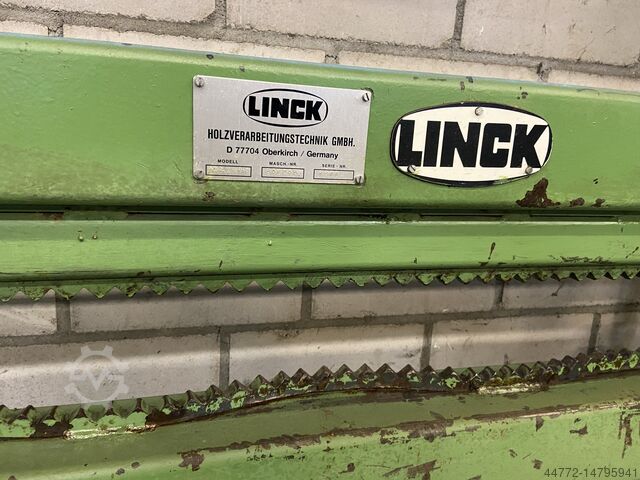 LINCK
HOLZVERARBEITUNGSTECHNIK GMBH.
D 77704 Oberkirch / Germany
MODELL MASCH.-NR. SERIE-NR.
LINCK
44772-14795941